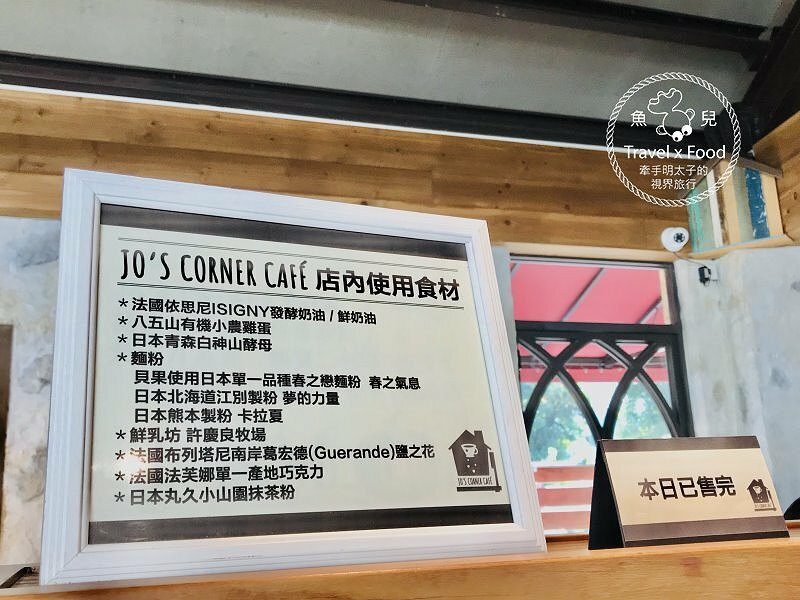 魚 兒
Travel x Food
牽手明太子的
視界旅行
JO'S CORNER CAFÉ 店內使用食材
*法國依思尼ISIGNY發酵奶油 / 鮮奶油
*八五山有機小農雞蛋
*日本青森白神山酵母
*麵粉
貝果使用日本單一品種春之戀麵粉 春之氣息
日本北海道江別製粉 夢的力量
日本熊本製粉 卡拉夏
*鮮乳坊 許慶良牧場
*法國布列塔尼南岸葛宏德(Guerande)鹽之花
*法國法芙娜單一產地巧克力
*日本丸久小山園抹茶粉
JO'S CORNER CAFÉ
本日已售完